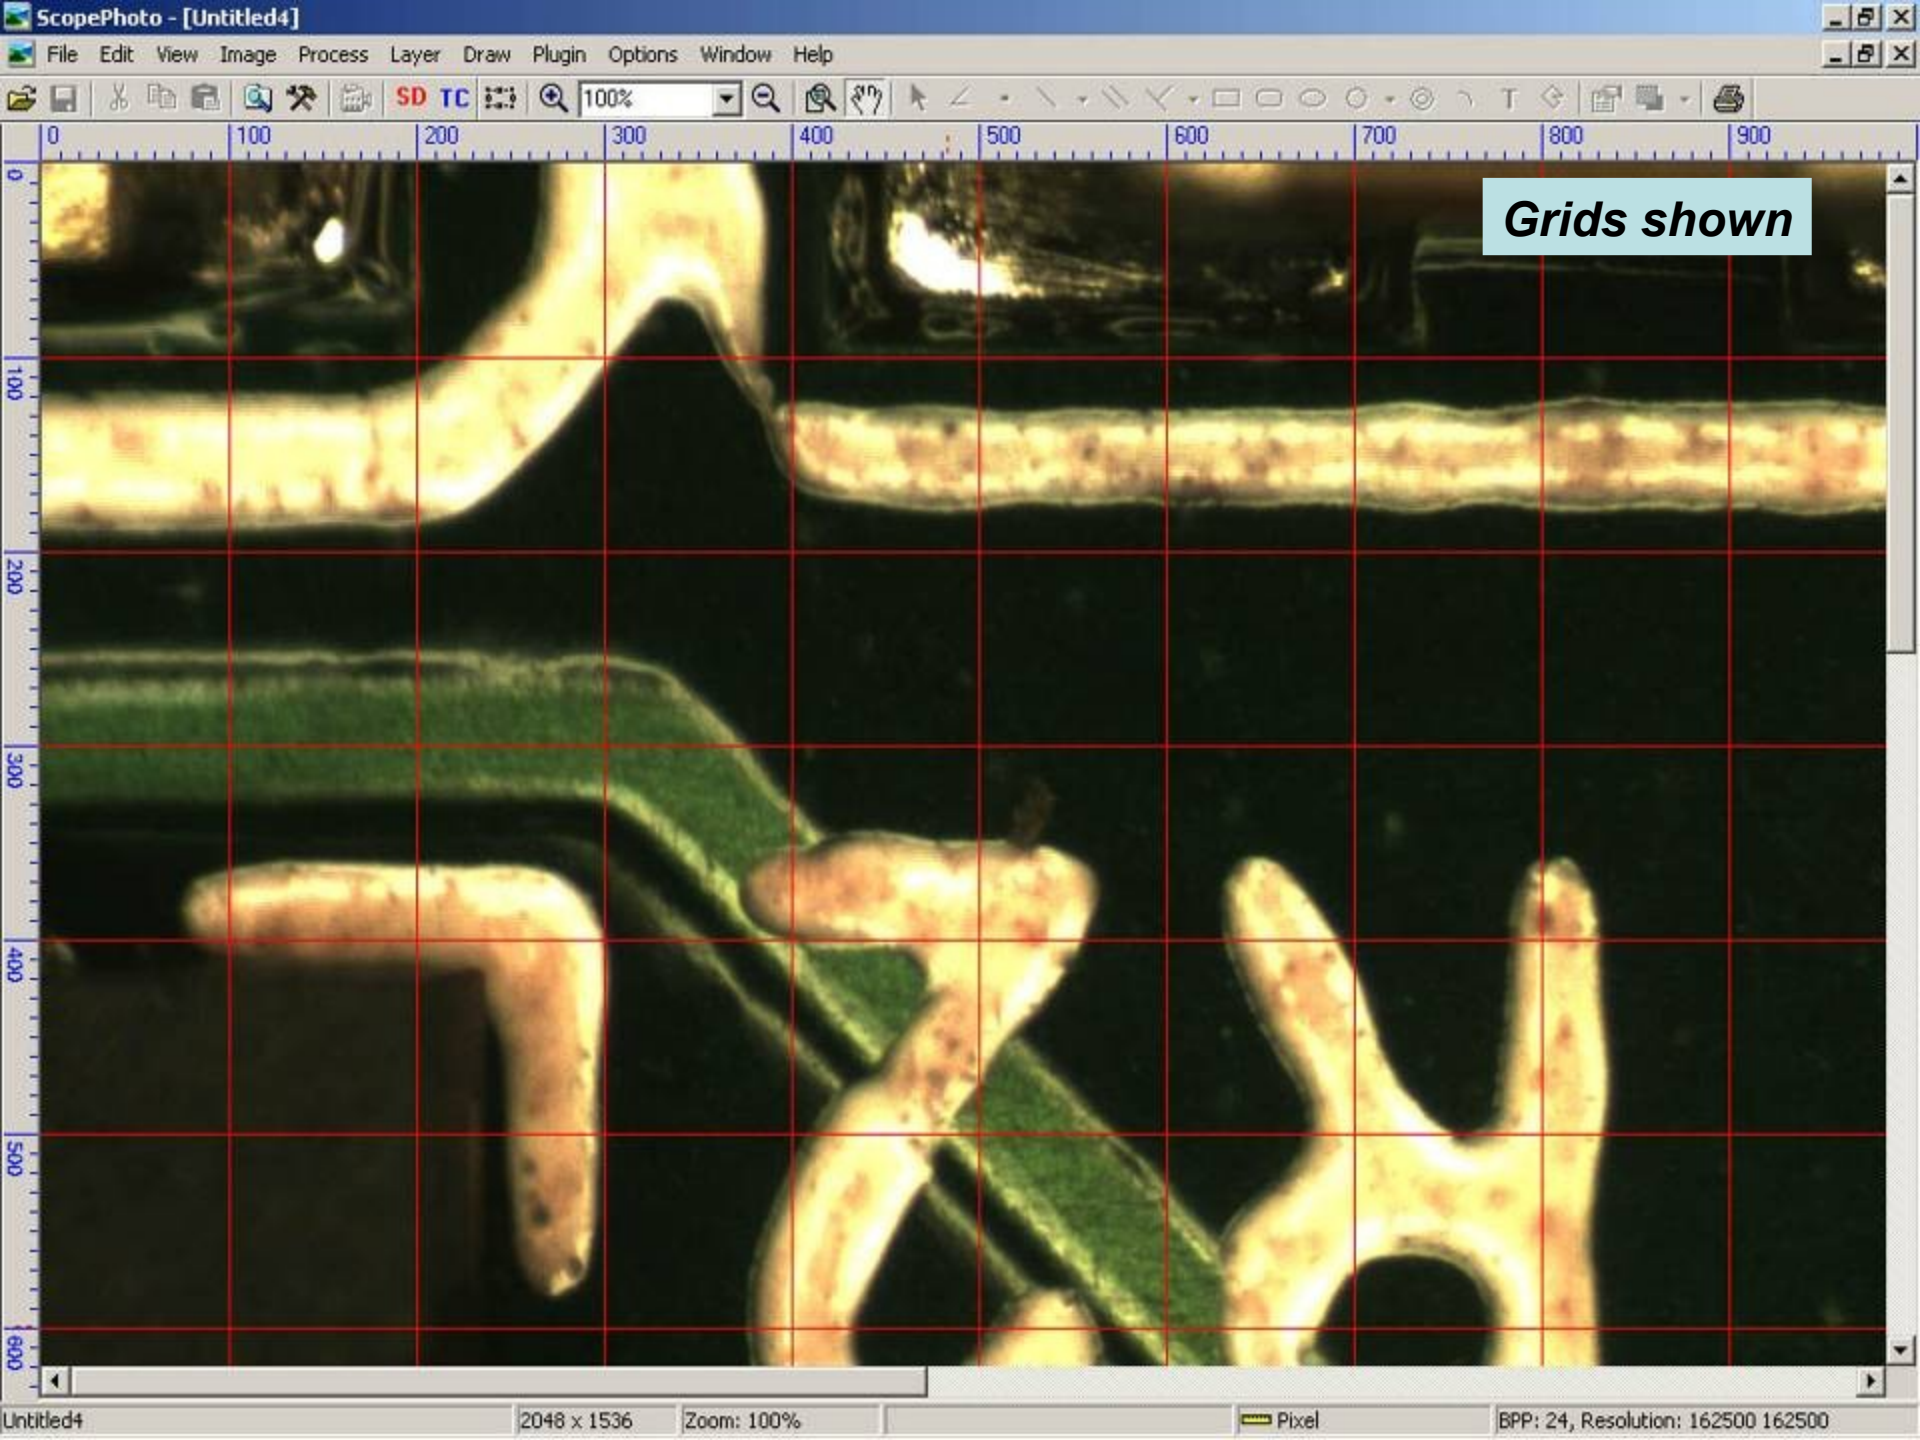 ScopePhoto - [Untitled4]
File Edit View Image Process Layer Draw Plugin Options Window Help
SD TC 100% T
0 100 200 300 400 500 600 700 800 900
0
100
200
300
400
500
600
Grids shown
Untitled4 2048 x 1536 Zoom: 100% Pixel BPP: 24, Resolution: 162500 162500